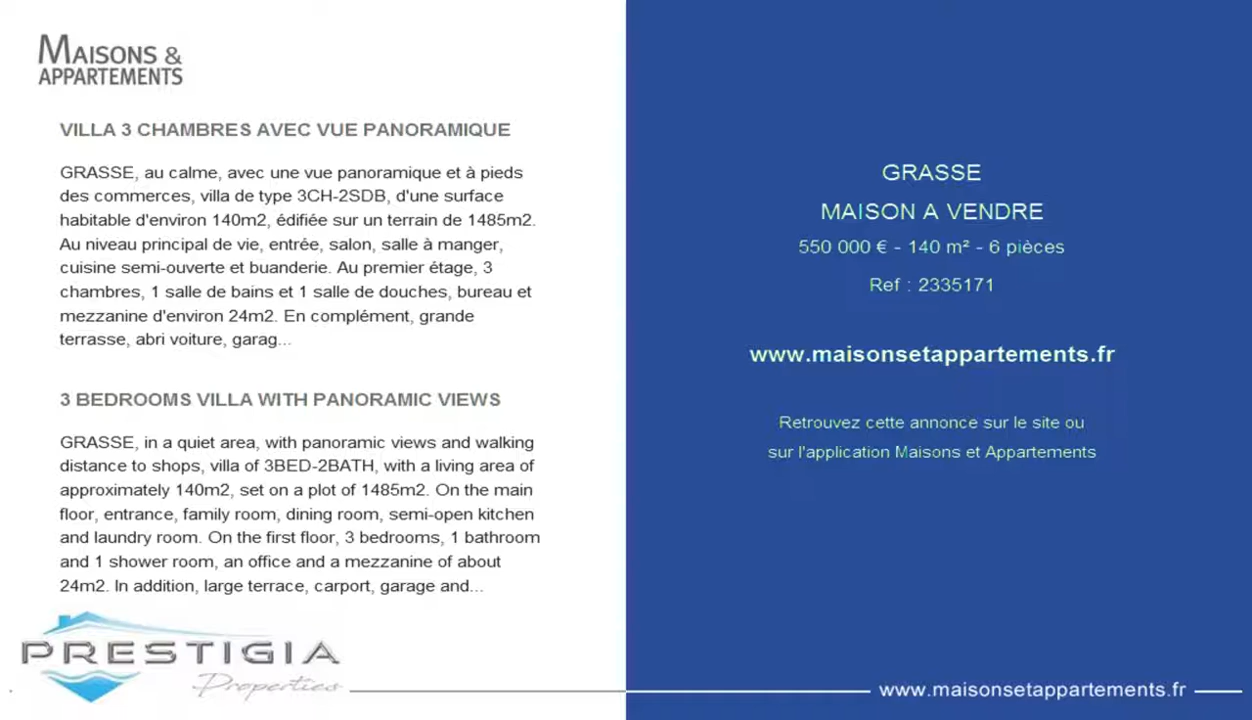 MAISONS &
APPARTEMENTS
VILLA 3 CHAMBRES AVEC VUE PANORAMIQUE
GRASSE, au calme, avec une vue panoramique et à pieds
des commerces, villa de type 3CH-2SDB, d'une surface
habitable d'environ 140m2, édifiée sur un terrain de 1485m2.
Au niveau principal de vie, entrée, salon, salle à manger,
cuisine semi-ouverte et buanderie. Au premier étage, 3
chambres, 1 salle de bains et 1 salle de douches, bureau et
mezzanine d'environ 24m2. En complément, grande
terrasse, abri voiture, garag...
3 BEDROOMS VILLA WITH PANORAMIC VIEWS
GRASSE, in a quiet area, with panoramic views and walking
distance to shops, villa of 3BED-2BATH, with a living area of
approximately 140m2, set on a plot of 1485m2. On the main
floor, entrance, family room, dining room, semi-open kitchen
and laundry room. On the first floor, 3 bedrooms, 1 bathroom
and 1 shower room, an office and a mezzanine of about
24m2. In addition, large terrace, carport, garage and...
PRESTIGIA
Properties
GRASSE
MAISON A VENDRE
550 000 € - 140 m² - 6 pièces
Ref : 2335171
www.maisonsetappartements.fr
Retrouvez cette annonce sur le site ou
sur l'application Maisons et Appartements
www.maisonsetappartements.fr